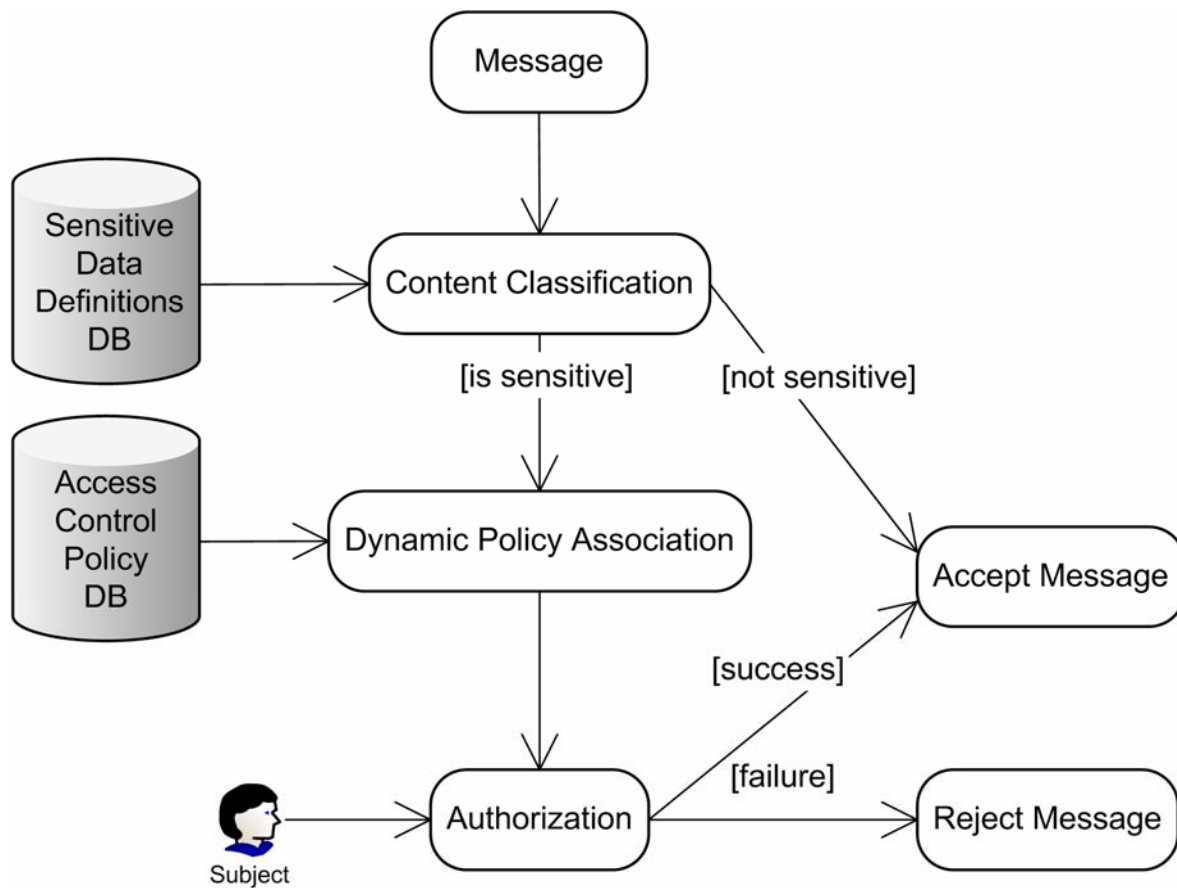 Message
Sensitive
Data
Definitions
DB
Content Classification
[is sensitive]
[not sensitive]
Access
Control
Policy
DB
Dynamic Policy Association
Accept Message
[success]
[failure]
Subject
Authorization
Reject Message